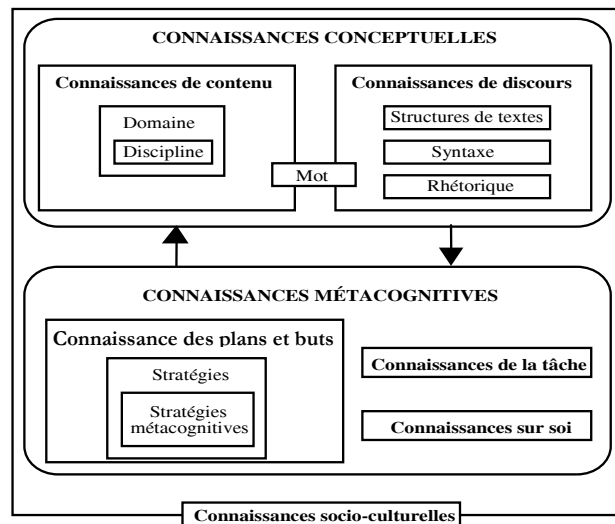 CONNAISSANCES CONCEPTUELLES
Connaissances de contenu
Domaine
Discipline
Mot
Connaissances de discours
Structures de textes
Syntaxe
Rhétorique
CONNAISSANCES MÉTACOGNITIVES
Connaissance des plans et buts
Stratégies
Stratégies
métacognitives
Connaissances de la tâche
Connaissances sur soi
Connaissances socio-culturelles